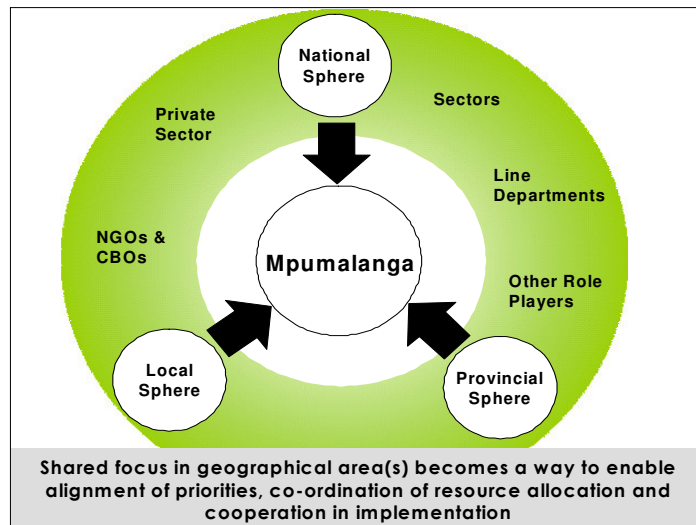 National
Sphere
Sectors
Private
Sector
Line
Departments
NGOs &
CBOs
Mpumalanga
Other Role
Players
Local
Sphere
Provincial
Sphere
Shared focus in geographical area(s) becomes a way to enable
alignment of priorities, co-ordination of resource allocation and
cooperation in implementation